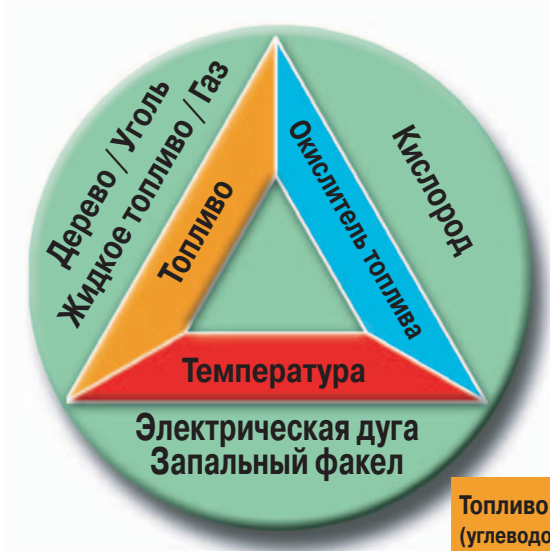 Дерево / Уголь
Жидкое топливо / Газ
Топливо
Окислитель топлива
Кислород
Температура
Электрическая дуга
Запальный факел
Топливо